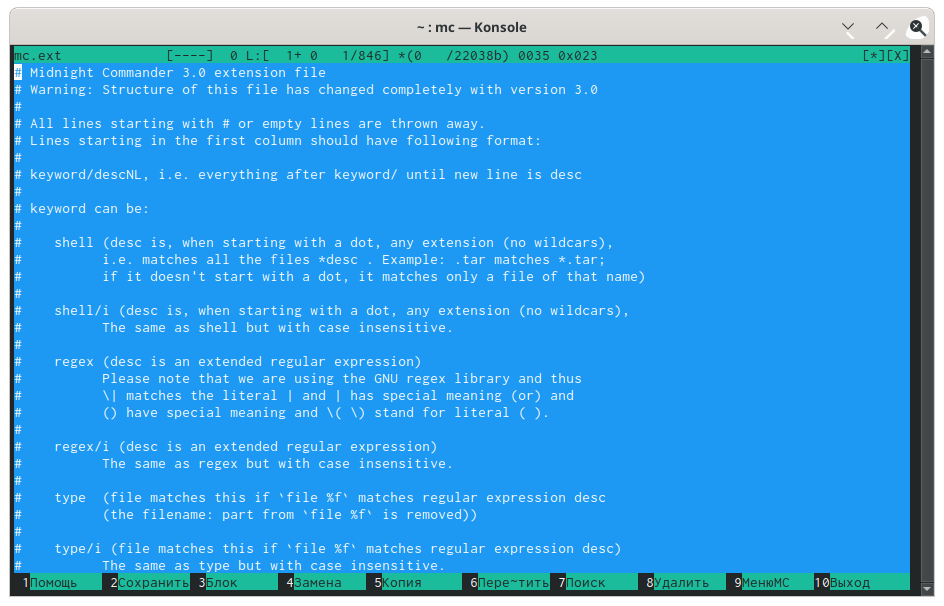 ~ : mc — Konsole
mc.ext [----] 0 L:[ 1+ 0 1/846] *(0 /22038b) 0035 0x023 [*][X]
# Midnight Commander 3.0 extension file
# Warning: Structure of this file has changed completely with version 3.0
#
# All lines starting with # or empty lines are thrown away.
# Lines starting in the first column should have following format:
#
# keyword/descNL, i.e. everything after keyword/ until new line is desc
#
# keyword can be:
#
#    shell (desc is, when starting with a dot, any extension (no wildcars),
#          i.e. matches all the files *desc . Example: .tar matches *.tar;
#          if it doesn't start with a dot, it matches only a file of that name)
#
#    shell/i (desc is, when starting with a dot, any extension (no wildcars),
#          The same as shell but with case insensitive.
#
#    regex (desc is an extended regular expression)
#          Please note that we are using the GNU regex library and thus
#          \| matches the literal | and | has special meaning (or) and
#          () have special meaning and \( \) stand for literal ( ).
#
#    regex/i (desc is an extended regular expression)
#          The same as regex but with case insensitive.
#
#    type  (file matches this if `file %f` matches regular expression desc
#          (the filename: part from `file %f` is removed))
#
#    type/i (file matches this if `file %f` matches regular expression desc)
#          The same as type but with case insensitive.
1Помощь 2Сохранить 3Блок 4Замена 5Копия 6Пере~тить 7Поиск 8Удалить 9МенюMC 10Выход